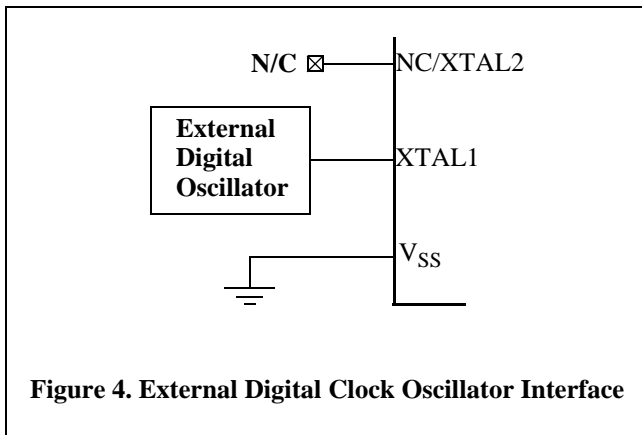 N/C NC/XTAL2
External
Digital
Oscillator
XTAL1
VSS
Figure 4. External Digital Clock Oscillator Interface